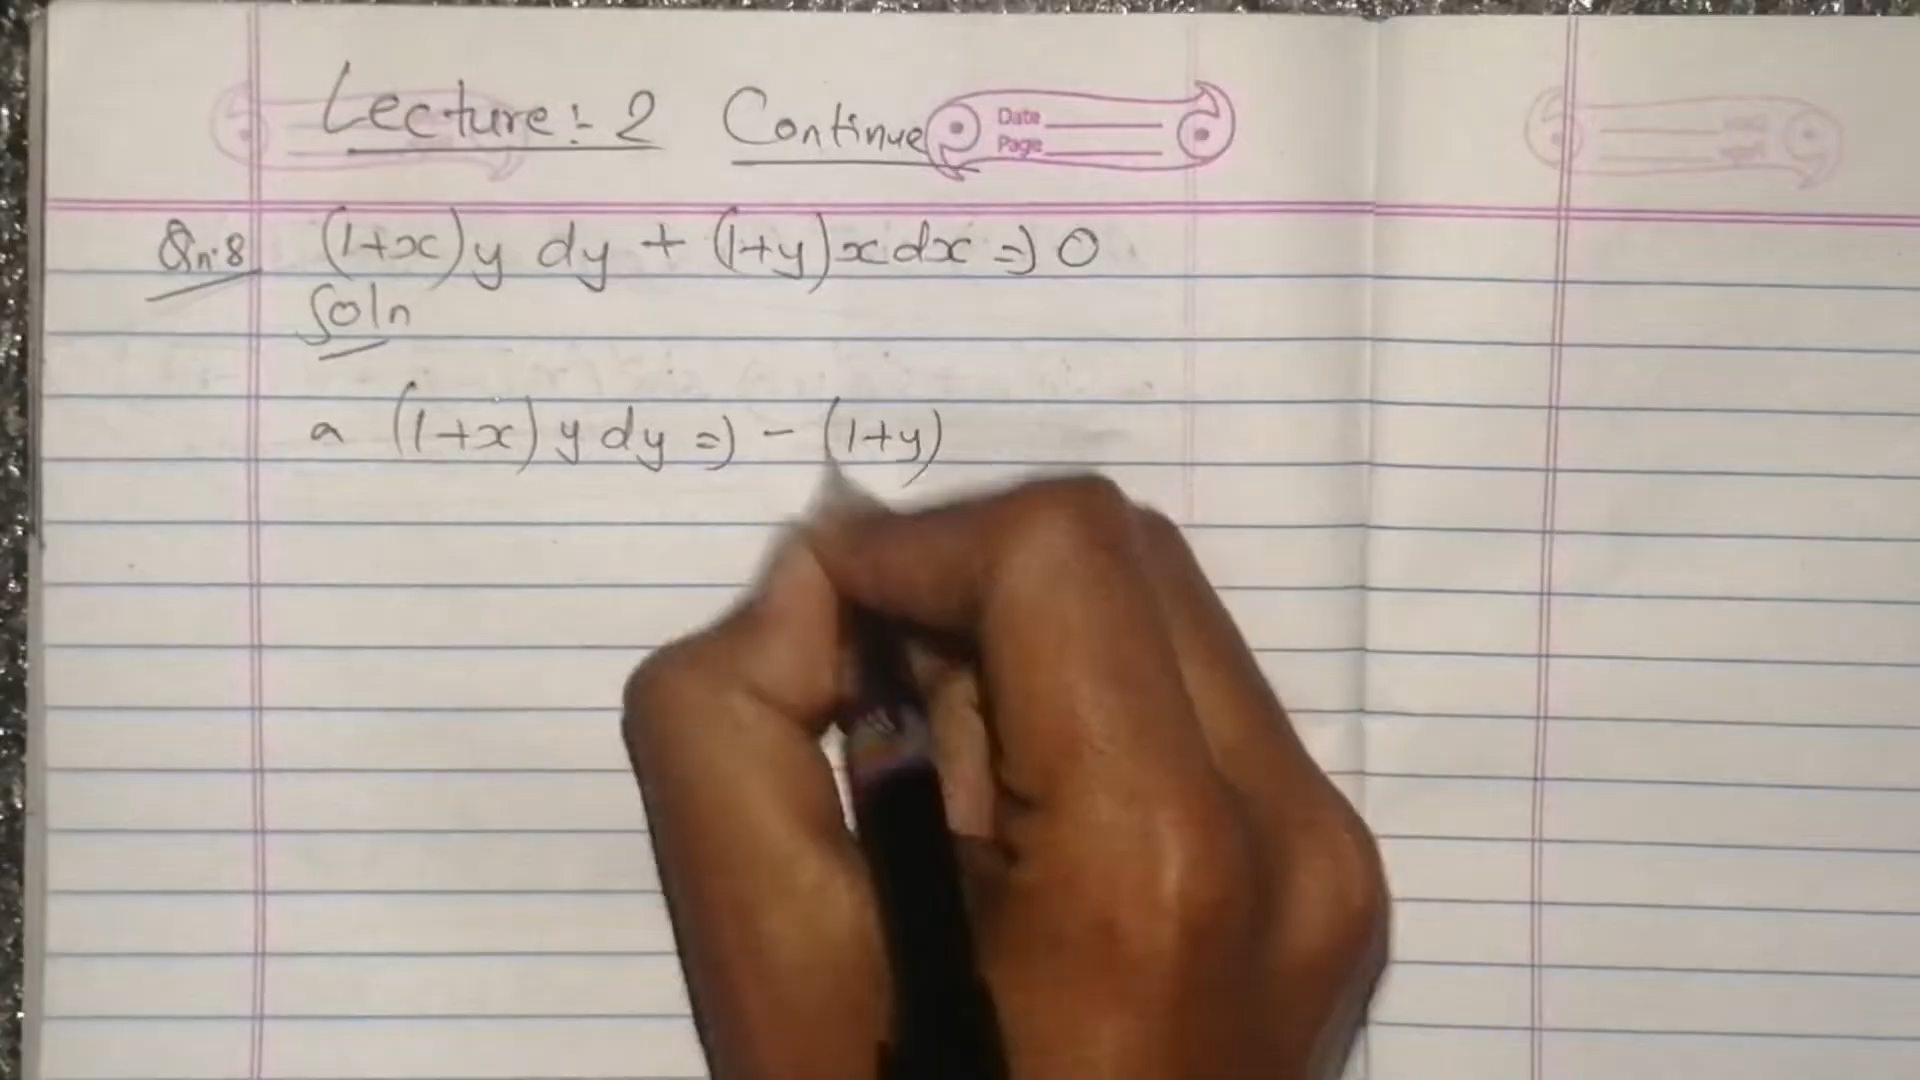 Lecture:- 2 Continue
Date
Page
Qn.8 (1+x)y dy + (1+y)x dx => 0
Soln
a (1+x) y dy => - (1+y)